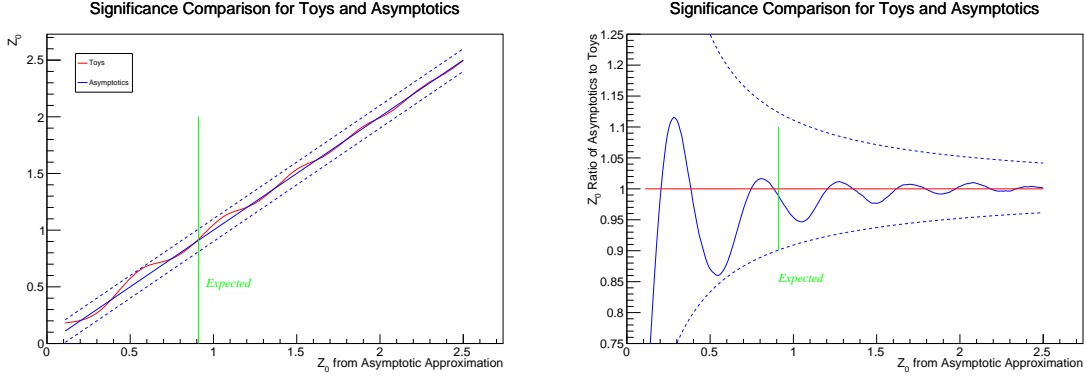 Significance Comparison for Toys and Asymptotics
Z0
2.5
2
1.5
1
0.5
0
Toys
Asymptotics
Expected
0 0.5 1 1.5 2 2.5
Z0 from Asymptotic Approximation
Significance Comparison for Toys and Asymptotics
Z0 Ratio of Asymptotics to Toys
1.25
1.2
1.15
1.1
1.05
1
0.95
0.9
0.85
0.8
0.75
Expected
0 0.5 1 1.5 2 2.5
Z0 from Asymptotic Approximation